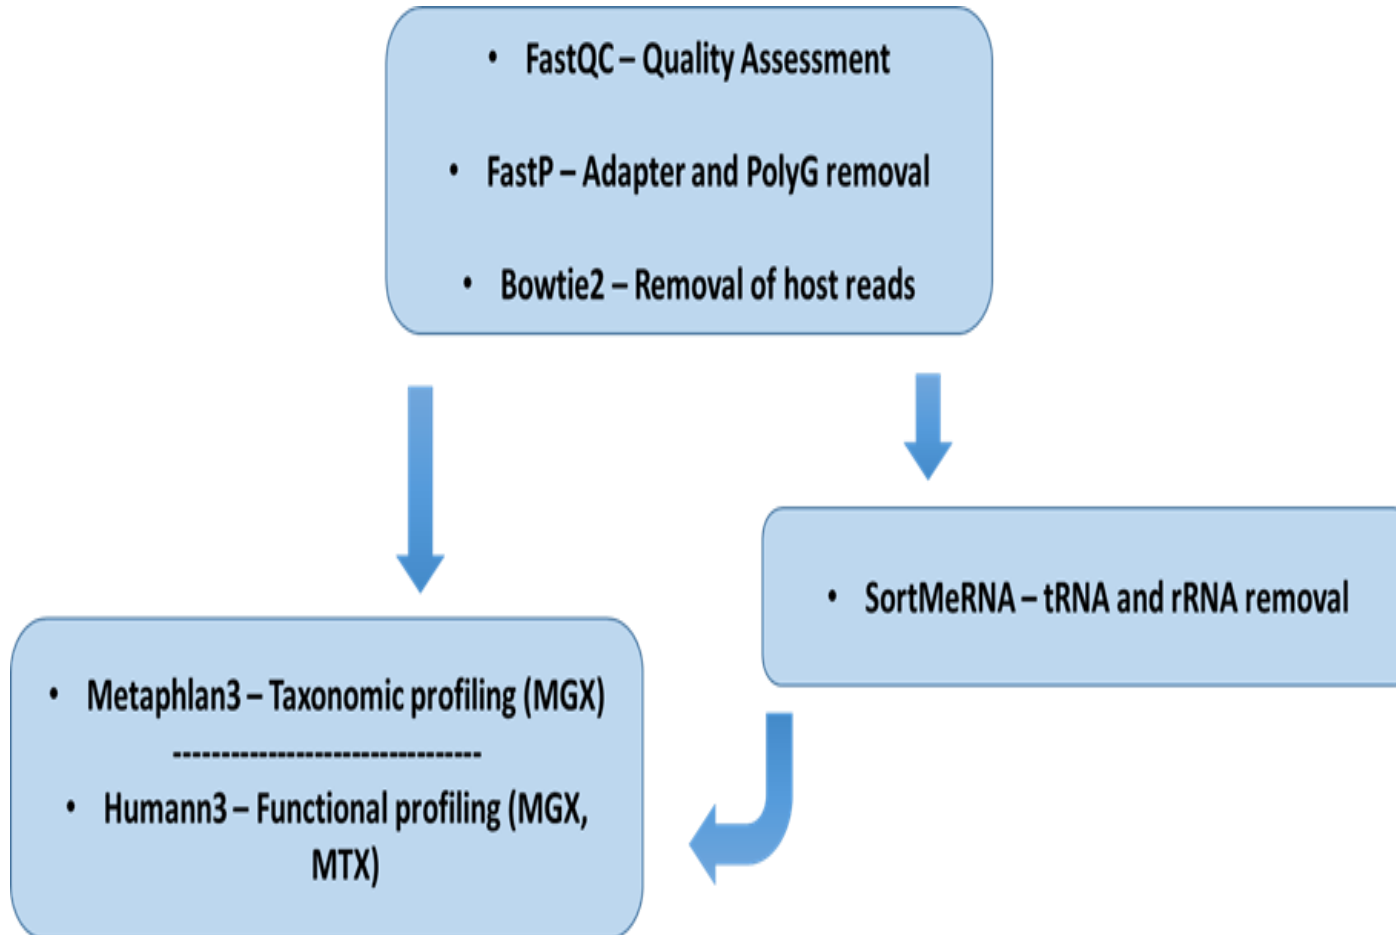 • FastQC – Quality Assessment
• FastP – Adapter and PolyG removal
• Bowtie2 – Removal of host reads
• SortMeRNA – tRNA and rRNA removal
• Metaphlan3 – Taxonomic profiling (MGX)
--------------------------------
• Humann3 – Functional profiling (MGX,
MTX)